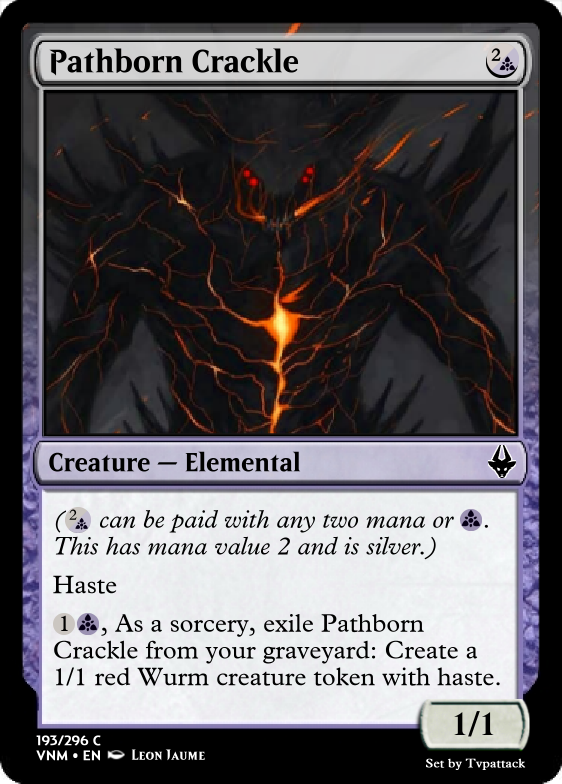 Pathborn Crackle
2
Creature — Elemental
(2 can be paid with any two mana or .
This has mana value 2 and is silver.)
Haste
1, As a sorcery, exile Pathborn
Crackle from your graveyard: Create a
1/1 red Wurm creature token with haste.
1/1
193/296 C
VNM • EN Leon Jaume
Set by Tvpattack